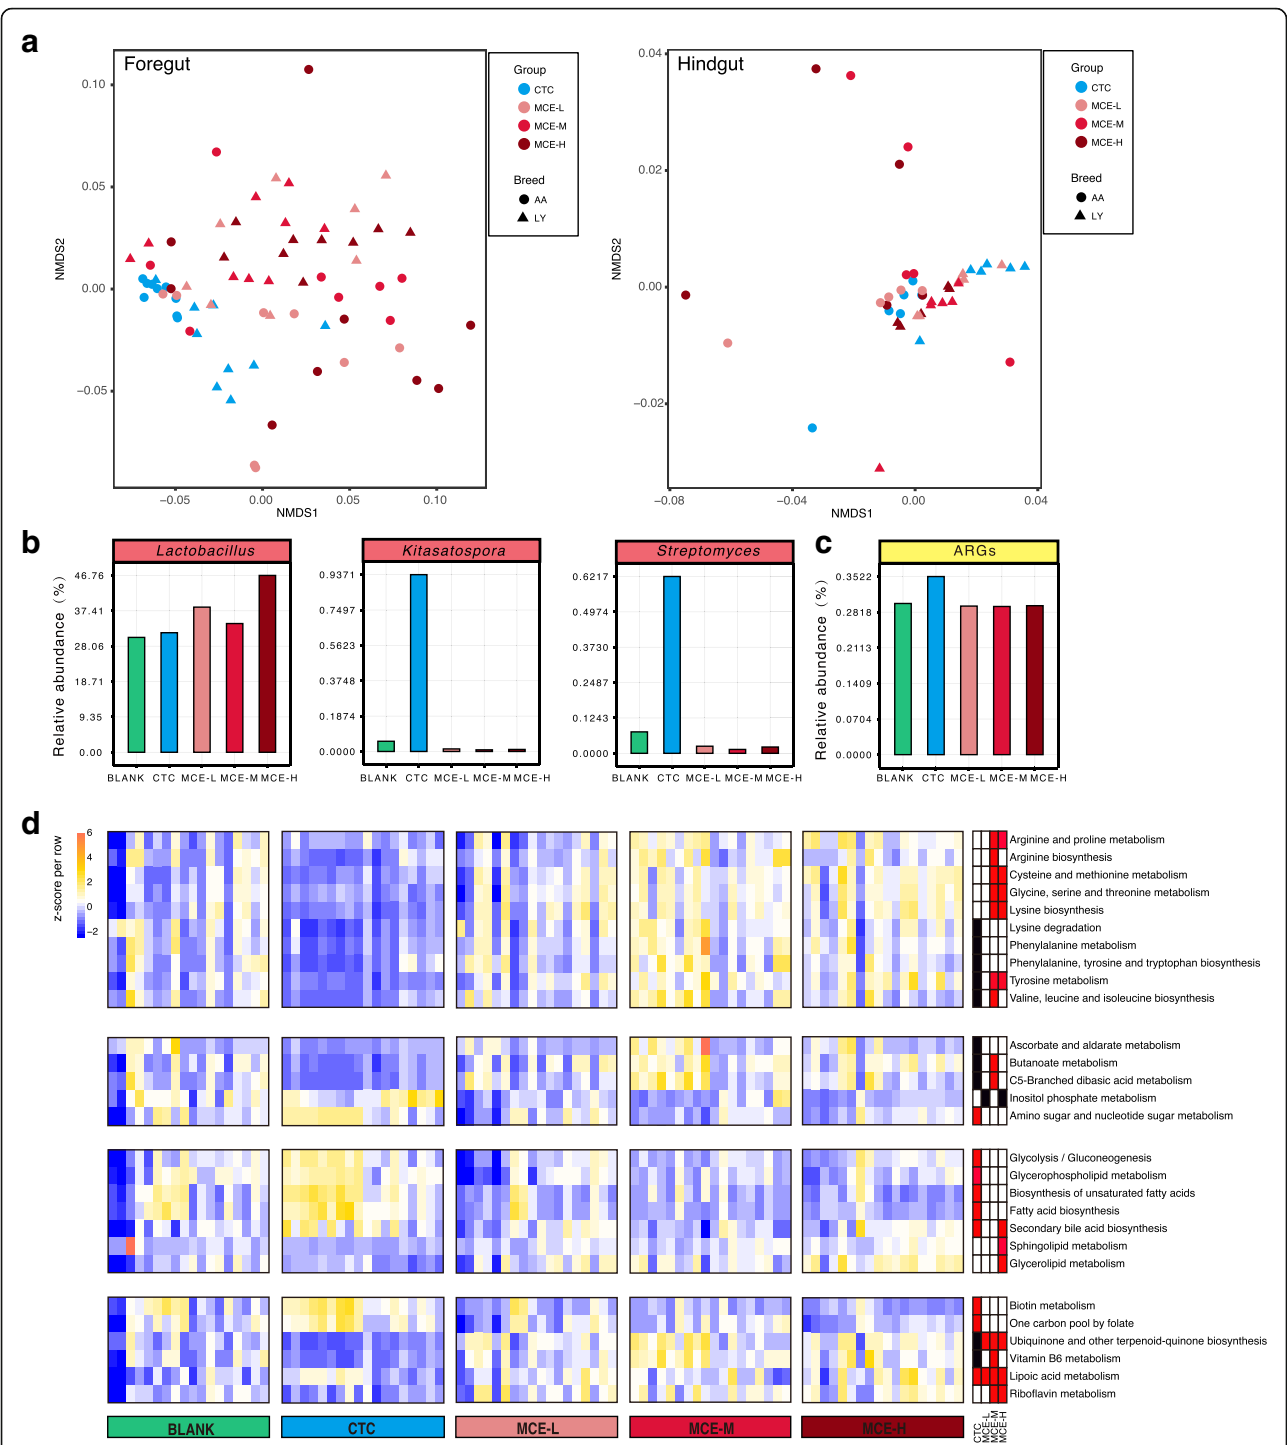 a
Foregut
0.10
0.05
0.00
−0.05
NMDS2
−0.05 0.00 0.05 0.10
NMDS1
Group
CTC
MCE-L
MCE-M
MCE-H
Breed
AA
LY
Hindgut
0.04
0.02
0.00
−0.02
NMDS2
−0.08 −0.04 0.00 0.04
NMDS1
Group
CTC
MCE-L
MCE-M
MCE-H
Breed
AA
LY
b
Lactobacillus
Relative abundance (%)
46.76
37.41
28.06
18.71
9.35
0.00
BLANK CTC MCE-L MCE-M MCE-H
Kitasatospora
0.9371
0.7497
0.5623
0.3748
0.1874
0.0000
BLANK CTC MCE-L MCE-M MCE-H
Streptomyces
0.6217
0.4974
0.3730
0.2487
0.1243
0.0000
BLANK CTC MCE-L MCE-M MCE-H
c
ARGs
Relative abundance (%)
0.3522
0.2818
0.2113
0.1409
0.0704
0.0000
BLANK CTC MCE-L MCE-M MCE-H
d
z-score per row
6
4
2
0
−2
Arginine and proline metabolism
Arginine biosynthesis
Cysteine and methionine metabolism
Glycine, serine and threonine metabolism
Lysine biosynthesis
Lysine degradation
Phenylalanine metabolism
Phenylalanine, tyrosine and tryptophan biosynthesis
Tyrosine metabolism
Valine, leucine and isoleucine biosynthesis
Ascorbate and aldarate metabolism
Butanoate metabolism
C5-Branched dibasic acid metabolism
Inositol phosphate metabolism
Amino sugar and nucleotide sugar metabolism
Glycolysis / Gluconeogenesis
Glycerophospholipid metabolism
Biosynthesis of unsaturated fatty acids
Fatty acid biosynthesis
Secondary bile acid biosynthesis
Sphingolipid metabolism
Glycerolipid metabolism
Biotin metabolism
One carbon pool by folate
Ubiquinone and other terpenoid-quinone biosynthesis
Vitamin B6 metabolism
Lipoic acid metabolism
Riboflavin metabolism
BLANK CTC MCE-L MCE-M MCE-H
CTC
MCE-L
MCE-M
MCE-H